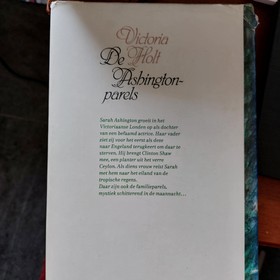 Victoria
Holt
De
Ashington-
parels
Sarah Ashington groeit in het
Victoriaanse Londen op als dochter
van een befaamd actrice. Haar vader
ziet zij voor het eerst als deze
naar Engeland terugkeert om daar te
sterven. Hij brengt Clinton Shaw
mee, een planter uit het verre
Ceylon. Als diens vrouw reist Sarah
met hem naar het eiland van de
tropische regens.
Daar zijn ook de familieparels,
mystiek schitterend in de maannacht...